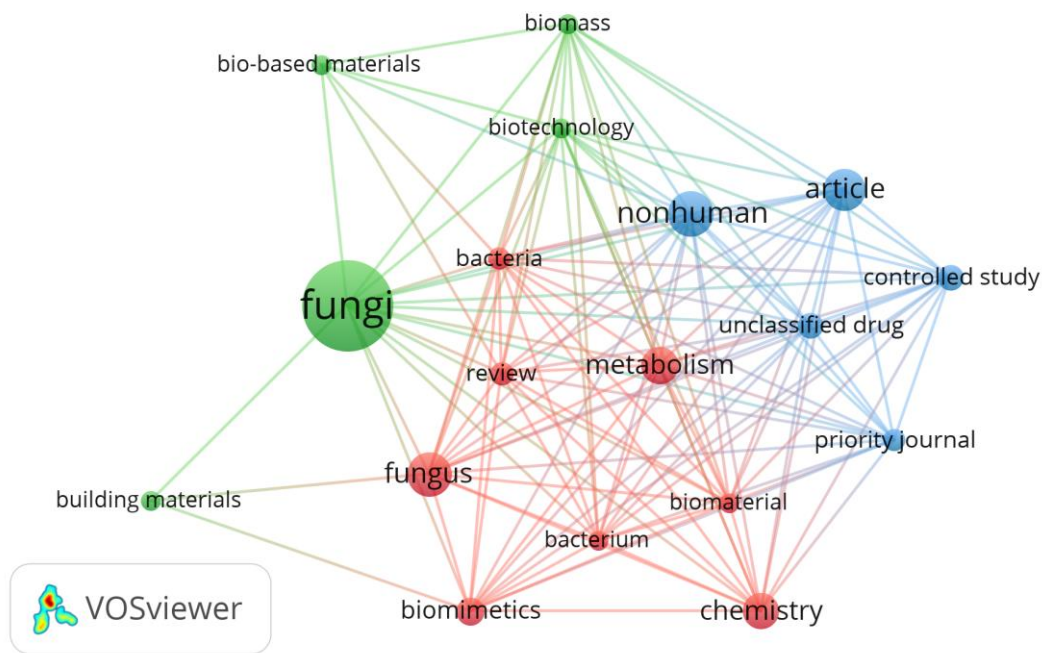 biomass
bio-based materials
biotechnology
article
nonhuman
bacteria
controlled study
fungi
unclassified drug
metabolism
review
priority journal
fungus
building materials
biomaterial
bacterium
VOSviewer
biomimetics
chemistry